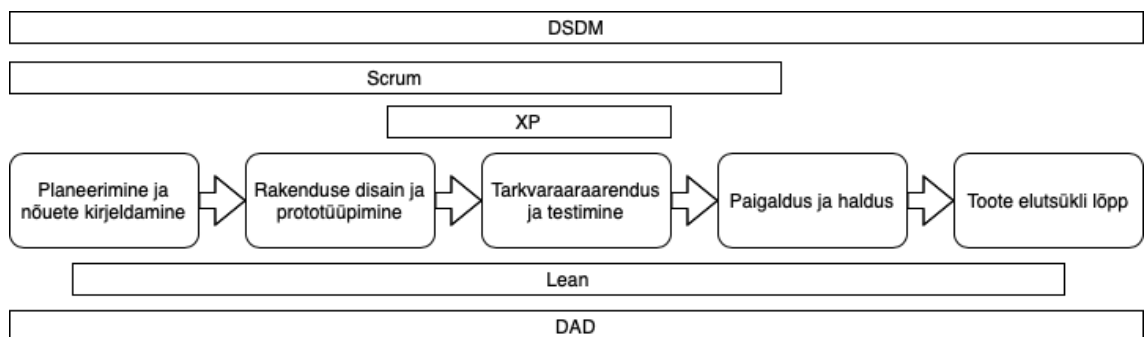 DSDM
Scrum
XP
Planeerimine ja
nõuete kirjeldamine
Rakenduse disain ja
prototüüpimine
Tarkvaraaraarendus
ja testimine
Paigaldus ja haldus
Toote elutsükli lõpp
Lean
DAD